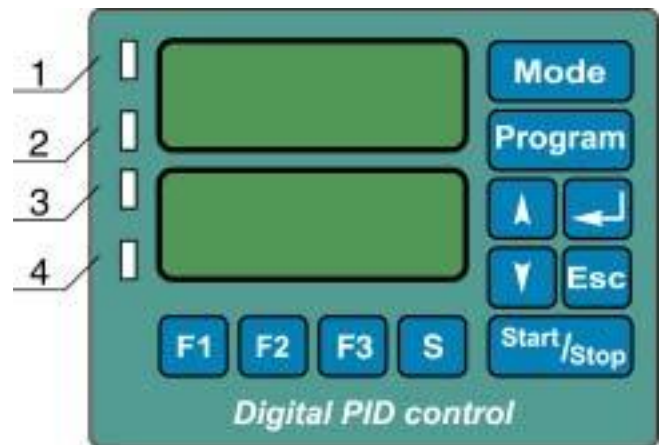 1
2
3
4
Mode
Program
Esc
F1 F2 F3 S Start/Stop
Digital PID control